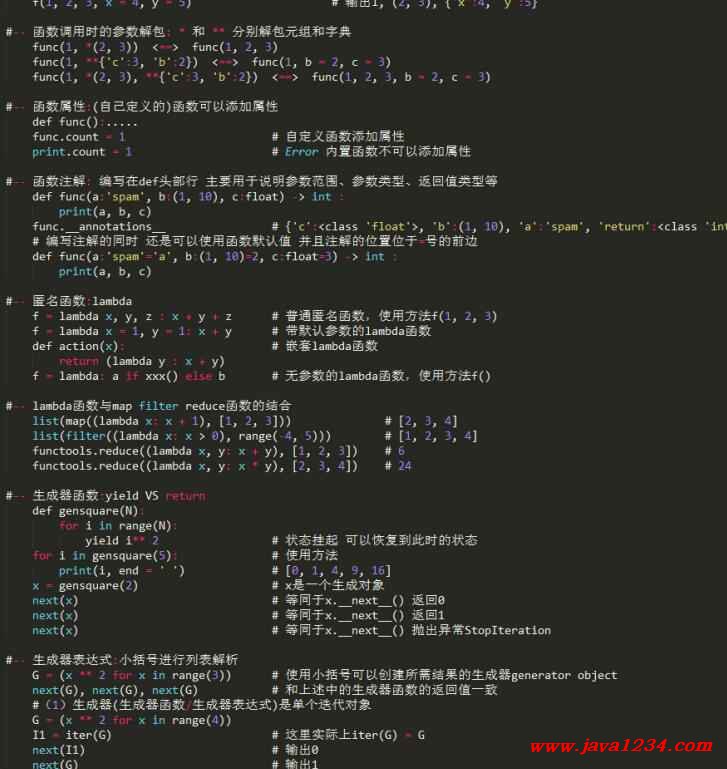 f(1, 2, 3, x = 4, y = 5) # 输出1, (2, 3), {'x':4, 'y':5}
#-- 函数调用时的参数解包: * 和 ** 分别解包元组和字典
func(1, *(2, 3)) <==> func(1, 2, 3)
func(1, **{'c':3, 'b':2}) <==> func(1, b = 2, c = 3)
func(1, *(2, 3), **{'c':3, 'b':2}) <==> func(1, 2, 3, b = 2, c = 3)
#-- 函数属性:(自己定义的)函数可以添加属性
def func():.....
func.count = 1 # 自定义函数添加属性
print.count = 1 # Error 内置函数不可以添加属性
#-- 函数注解: 编写在def头部行 主要用于说明参数范围、参数类型、返回值类型等
def func(a:'spam', b:(1, 10), c:float) -> int :
print(a, b, c)
func.__annotations__ # {'c':<class 'float'>, 'b':(1, 10), 'a':'spam', 'return':<class 'int
# 编写注解的同时 还是可以使用函数默认值 并且注解的位置位于=号的前边
def func(a:'spam'='a', b:(1, 10)=2, c:float=3) -> int :
print(a, b, c)
#-- 匿名函数:lambda
f = lambda x, y, z : x + y + z # 普通匿名函数，使用方法f(1, 2, 3)
f = lambda x = 1, y = 1: x + y # 带默认参数的lambda函数
def action(x): # 嵌套lambda函数
return (lambda y : x + y)
f = lambda: a if xxx() else b # 无参数的lambda函数，使用方法f()
#-- lambda函数与map filter reduce函数的结合
list(map((lambda x: x + 1), [1, 2, 3])) # [2, 3, 4]
list(filter((lambda x: x > 0), range(-4, 5))) # [1, 2, 3, 4]
functools.reduce((lambda x, y: x + y), [1, 2, 3]) # 6
functools.reduce((lambda x, y: x * y), [2, 3, 4]) # 24
#-- 生成器函数:yield VS return
def gensquare(N):
for i in range(N):
yield i** 2 # 状态挂起 可以恢复到此时的状态
for i in gensquare(5): # 使用方法
print(i, end = ' ') # [0, 1, 4, 9, 16]
x = gensquare(2) # x是一个生成对象
next(x) # 等同于x.__next__() 返回0
next(x) # 等同于x.__next__() 返回1
next(x) # 等同于x.__next__() 抛出异常StopIteration
#-- 生成器表达式:小括号进行列表解析
G = (x ** 2 for x in range(3)) # 使用小括号可以创建所需结果的生成器generator object
next(G), next(G), next(G) # 和上述中的生成器函数的返回值一致
#（1）生成器(生成器函数/生成器表达式)是单个迭代对象
G = (x ** 2 for x in range(4))
I1 = iter(G) # 这里实际上iter(G) = G
next(I1) # 输出0
next(G) # 输出1
www.java1234.com